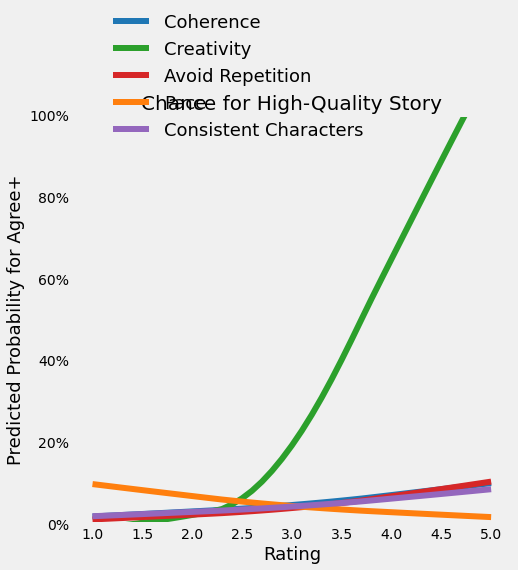 Coherence
Creativity
Avoid Repetition
Pace
Consistent Characters
Chance for High-Quality Story
Predicted Probability for Agree+
100%
80%
60%
40%
20%
0%
1.0 1.5 2.0 2.5 3.0 3.5 4.0 4.5 5.0
Rating